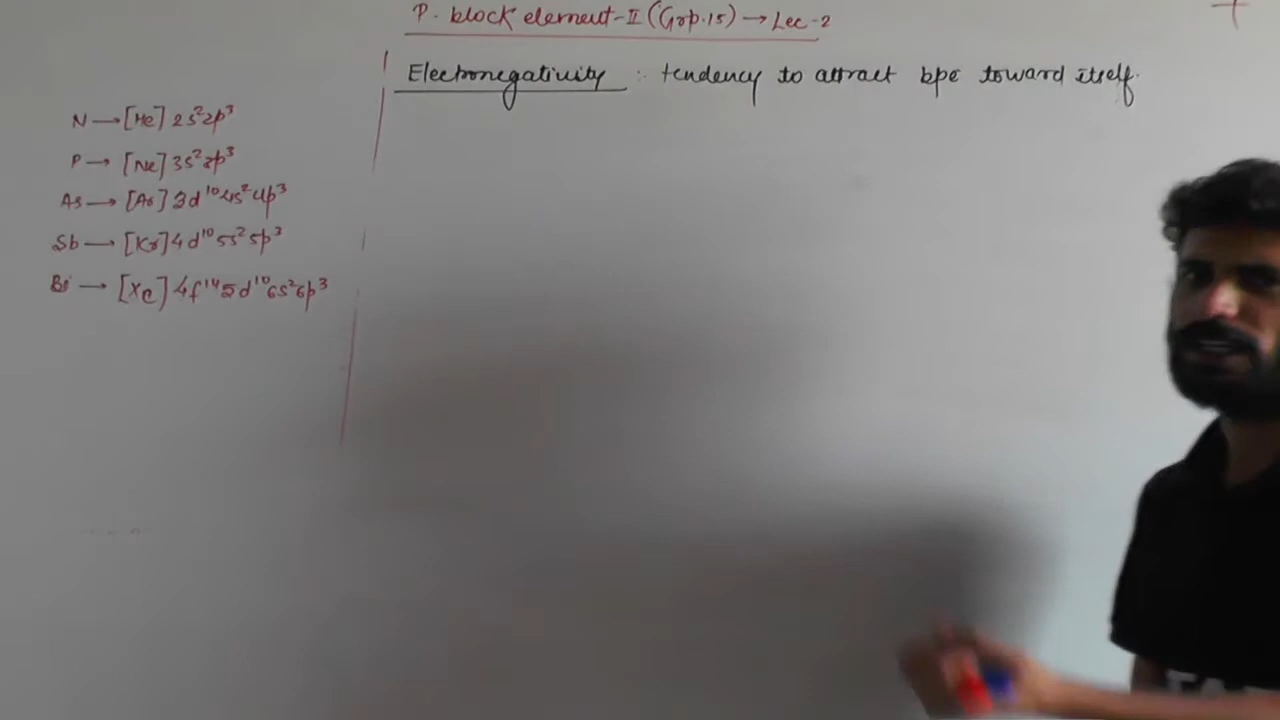 P. block element-II (Grp.15) → Lec-2
Electronegativity : tendency to attract bpe toward itself.
N → [He] 2s²2p³
P → [Ne] 3s²3p³
As → [Ar] 3d¹⁰4s²4p³
Sb → [Kr] 4d¹⁰5s²5p³
Bi → [Xe] 4f¹⁴5d¹⁰6s²6p³